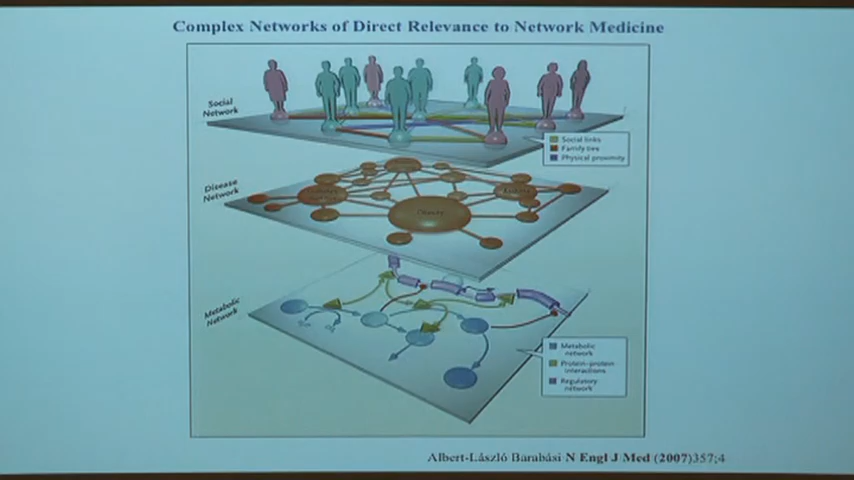 Complex Networks of Direct Relevance to Network Medicine
Social
Network
Social links
Family ties
Physical proximity
Disease
Network
Obesity
Metabolic
Network
Metabolic
network
Protein–protein
interactions
Regulatory
network
Albert-László Barabási N Engl J Med (2007)357;4